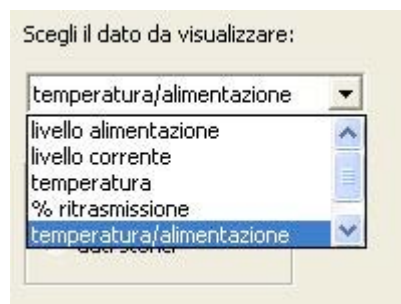 Scegli il dato da visualizzare:
temperatura/alimentazione
livello alimentazione
livello corrente
temperatura
% ritrasmissione
temperatura/alimentazione